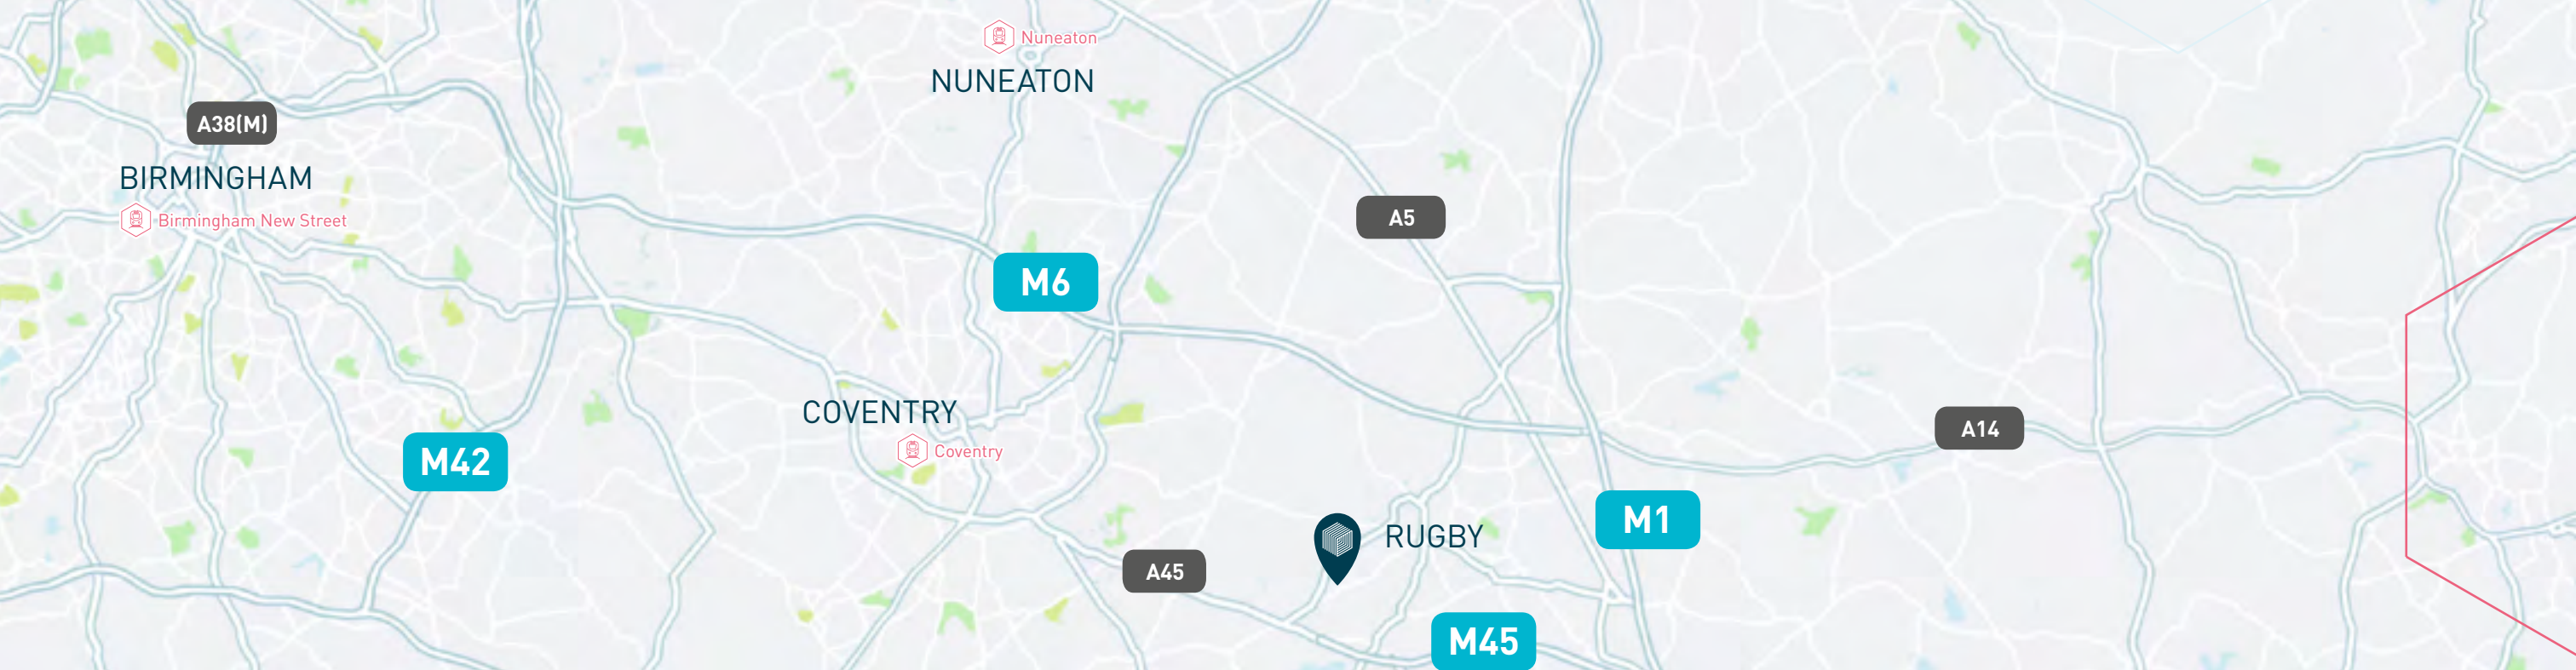 Nuneaton
NUNEATON
A38(M)
BIRMINGHAM
Birmingham New Street
A5
M6
COVENTRY
Coventry
A14
M42
M1
RUGBY
A45
M45